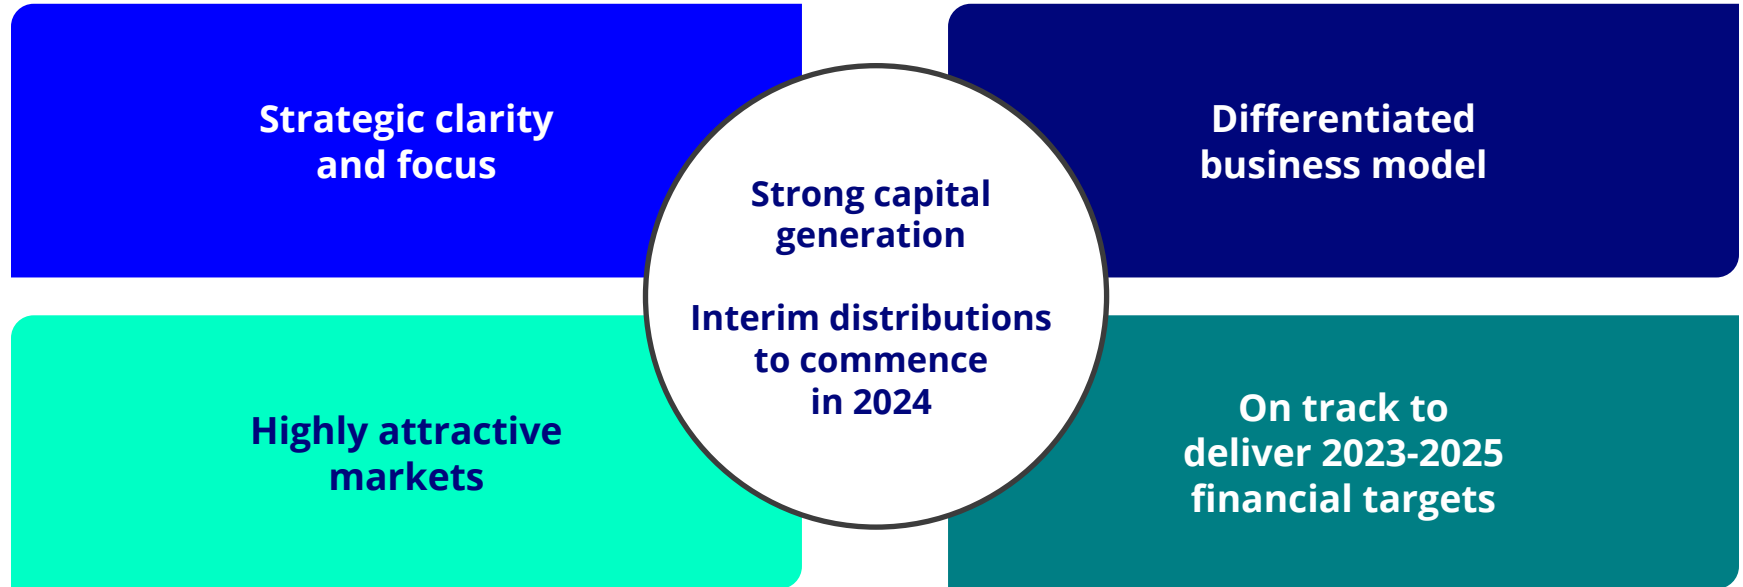 Strategic clarity
and focus
Differentiated
business model
Strong capital
generation
Interim distributions
to commence
in 2024
Highly attractive
markets
On track to
deliver 2023-2025
financial targets